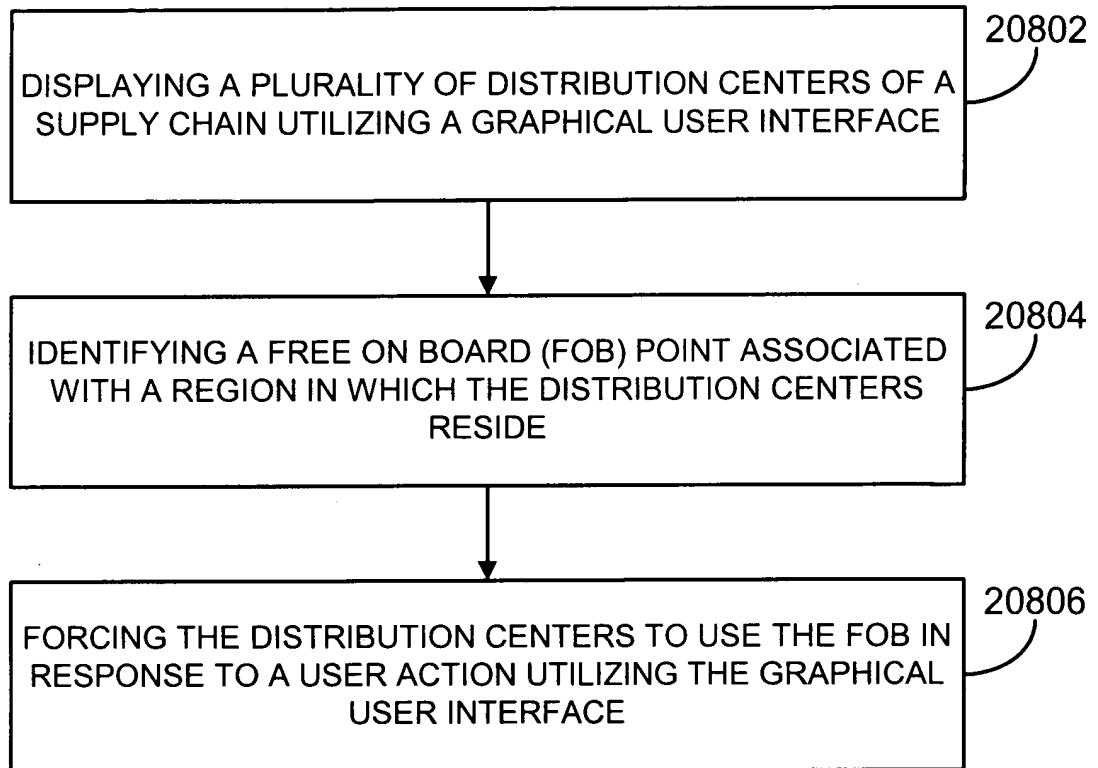 20802
DISPLAYING A PLURALITY OF DISTRIBUTION CENTERS OF A
SUPPLY CHAIN UTILIZING A GRAPHICAL USER INTERFACE
20804
IDENTIFYING A FREE ON BOARD (FOB) POINT ASSOCIATED
WITH A REGION IN WHICH THE DISTRIBUTION CENTERS
RESIDE
20806
FORCING THE DISTRIBUTION CENTERS TO USE THE FOB IN
RESPONSE TO A USER ACTION UTILIZING THE GRAPHICAL
USER INTERFACE